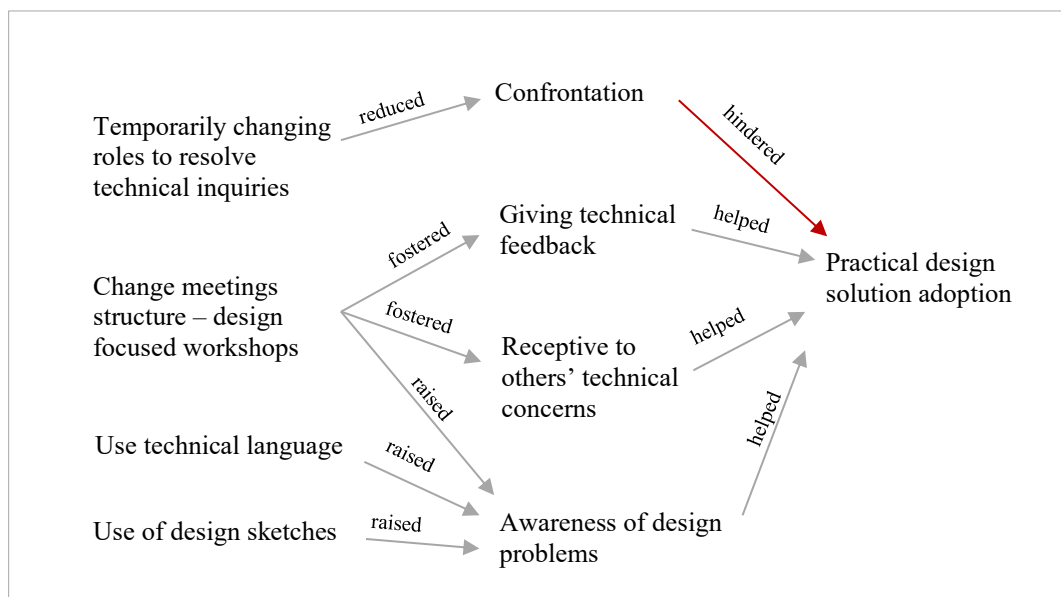 Temporarily changing
roles to resolve
technical inquiries
reduced
Confrontation
hindered
Change meetings
structure – design
focused workshops
fostered
Giving technical
feedback
helped
fostered
Receptive to
others’ technical
concerns
helped
Practical design
solution adoption
raised
Use technical language
raised
Use of design sketches
raised
Awareness of design
problems
helped